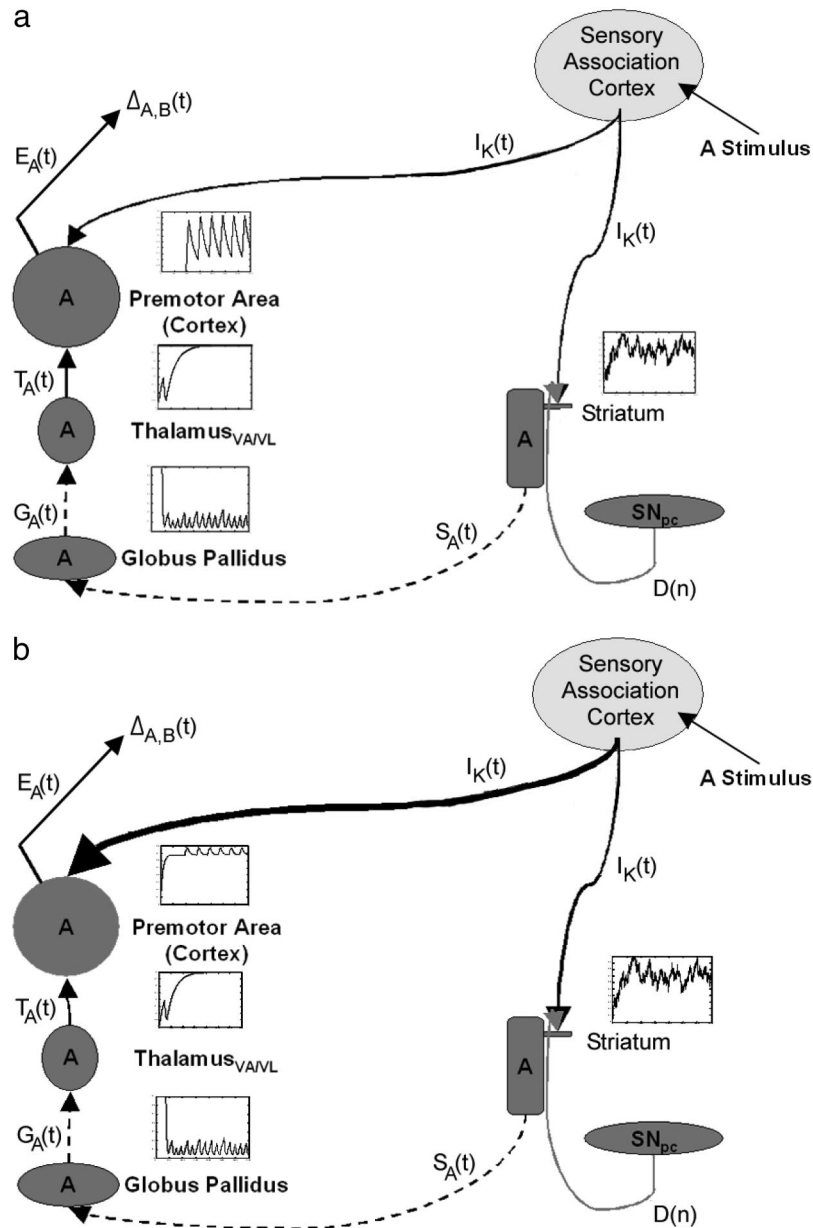 a
Sensory
Association
Cortex
Δ_A,B(t)
E_A(t)
I_K(t)
A Stimulus
I_K(t)
A
Premotor Area
(Cortex)
T_A(t)
A
Thalamus_VA/VL
Striatum
A
G_A(t)
S_A(t)
SN_pc
A
Globus Pallidus
D(n)
b
Sensory
Association
Cortex
Δ_A,B(t)
E_A(t)
I_K(t)
A Stimulus
I_K(t)
A
Premotor Area
(Cortex)
T_A(t)
A
Thalamus_VA/VL
Striatum
A
G_A(t)
S_A(t)
SN_pc
A
Globus Pallidus
D(n)